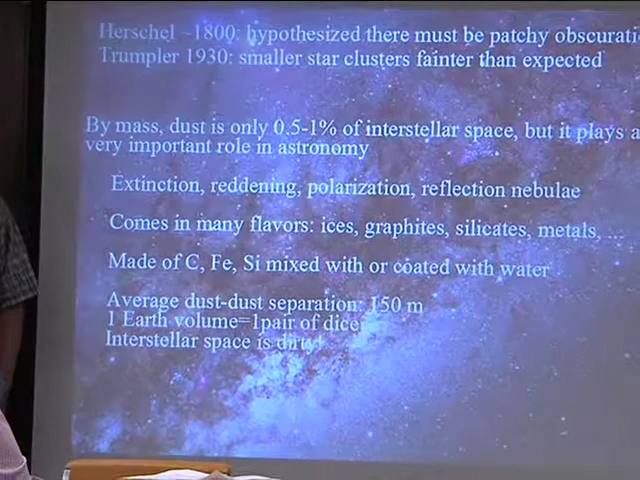 Herschel ~1800: hypothesized there must be patchy obscurati
Trumpler 1930: smaller star clusters fainter than expected
By mass, dust is only 0.5-1% of interstellar space, but it plays a
very important role in astronomy
Extinction, reddening, polarization, reflection nebulae
Comes in many flavors: ices, graphites, silicates, metals, ...
Made of C, Fe, Si mixed with or coated with water
Average dust-dust separation: 150 m
1 Earth volume=1pair of dice
Interstellar space is dirty!